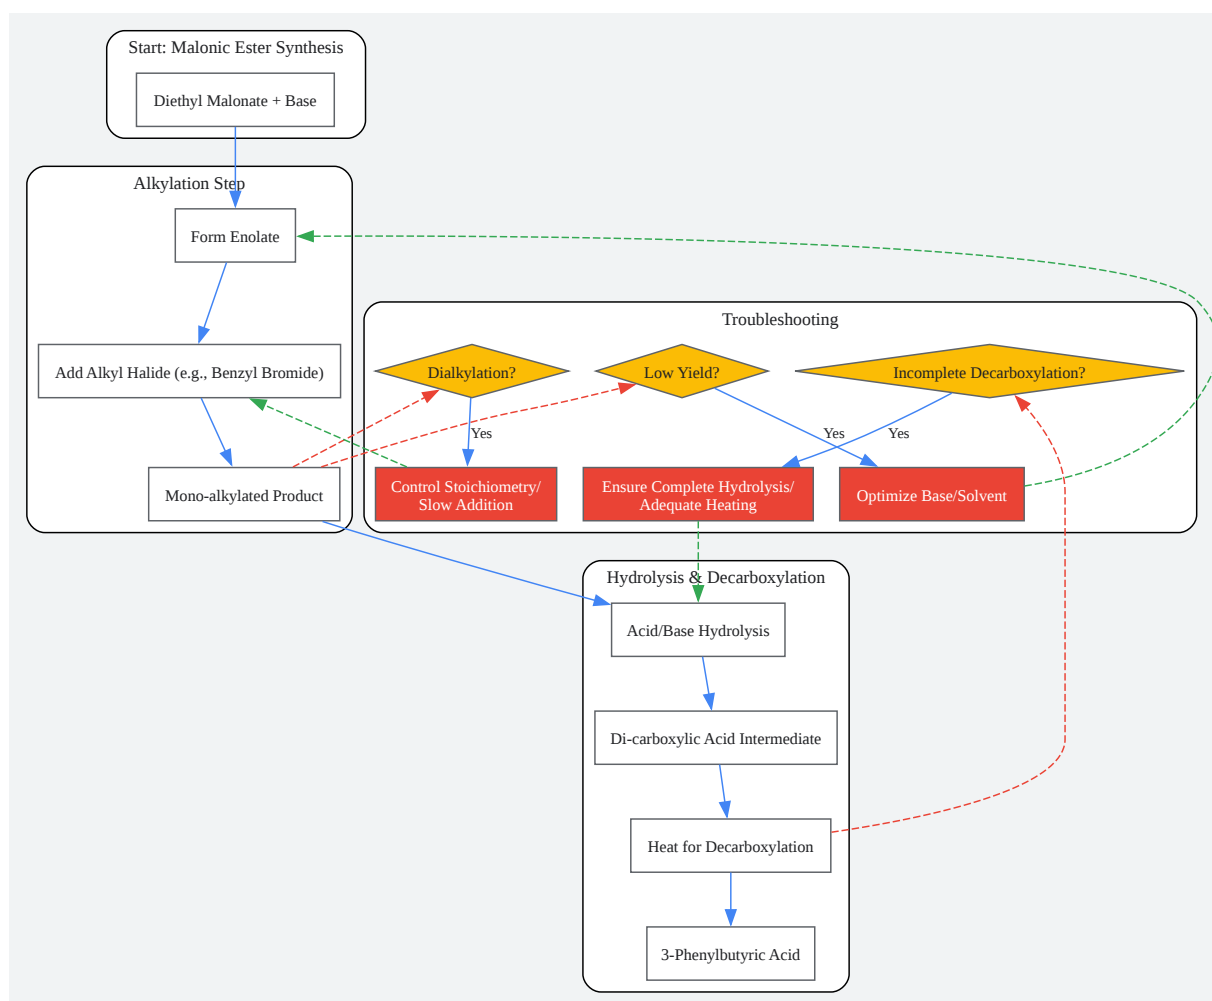 Start: Malonic Ester Synthesis
Diethyl Malonate + Base
Alkylation Step
Form Enolate
Add Alkyl Halide (e.g., Benzyl Bromide)
Mono-alkylated Product
Troubleshooting
Dialkylation?
Low Yield?
Incomplete Decarboxylation?
Yes
Yes
Yes
Control Stoichiometry/
Slow Addition
Ensure Complete Hydrolysis/
Adequate Heating
Optimize Base/Solvent
Hydrolysis & Decarboxylation
Acid/Base Hydrolysis
Di-carboxylic Acid Intermediate
Heat for Decarboxylation
3-Phenylbutyric Acid